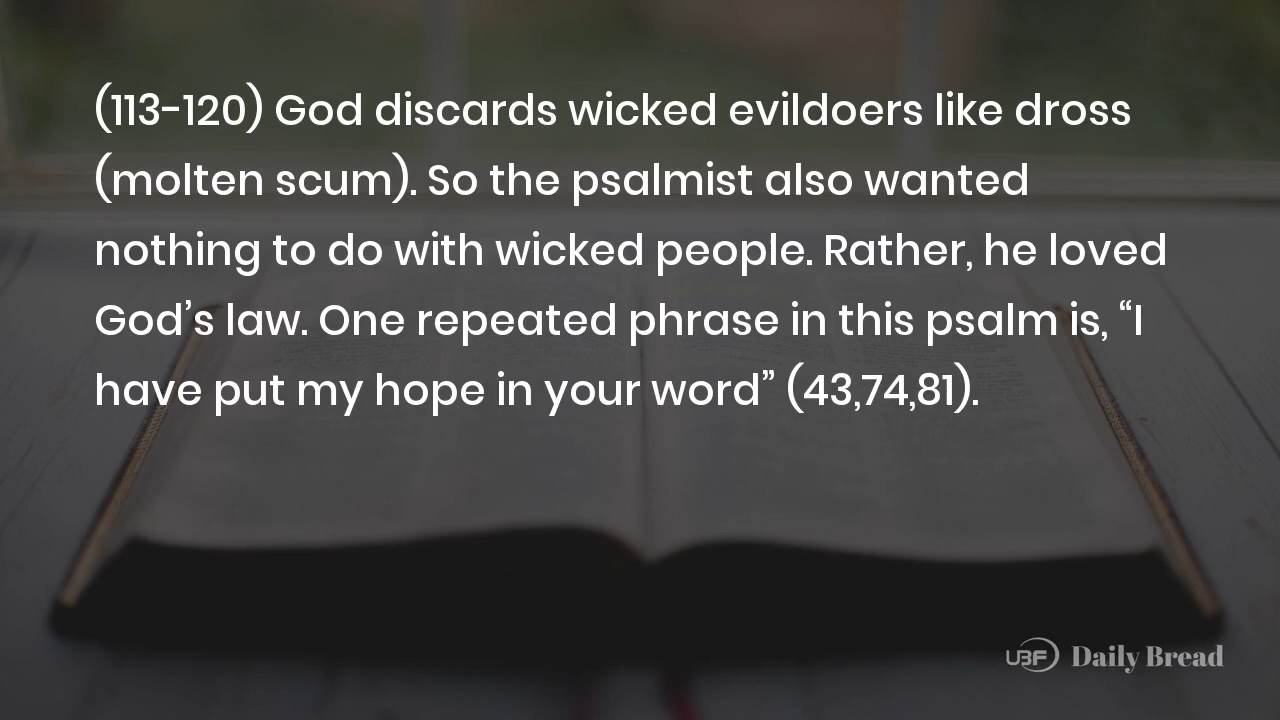 (113-120) God discards wicked evildoers like dross
(molten scum). So the psalmist also wanted
nothing to do with wicked people. Rather, he loved
God’s law. One repeated phrase in this psalm is, “I
have put my hope in your word” (43,74,81).
UBF Daily Bread